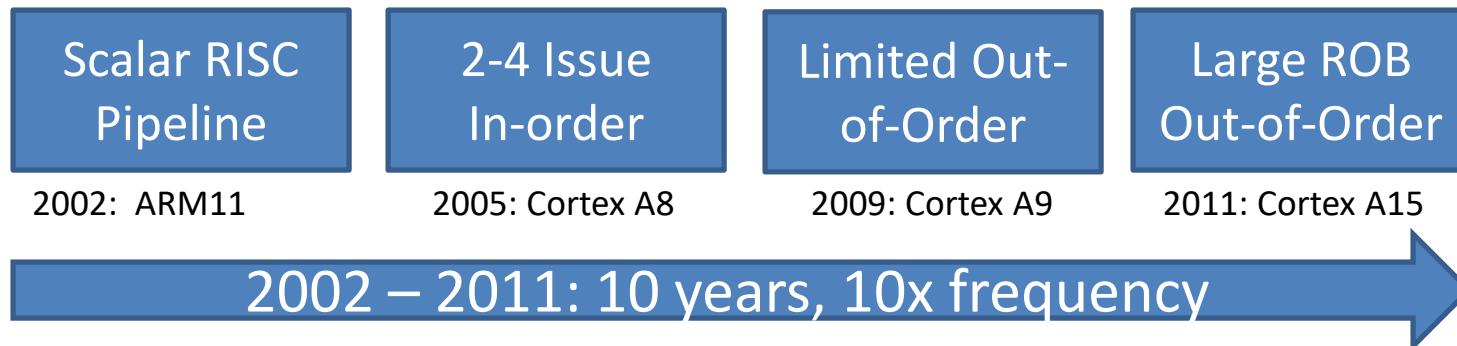 Scalar RISC
Pipeline
2-4 Issue
In-order
Limited Out-
of-Order
Large ROB
Out-of-Order
2002:  ARM11
2005: Cortex A8
2009: Cortex A9
2011: Cortex A15
2002 – 2011: 10 years, 10x frequency